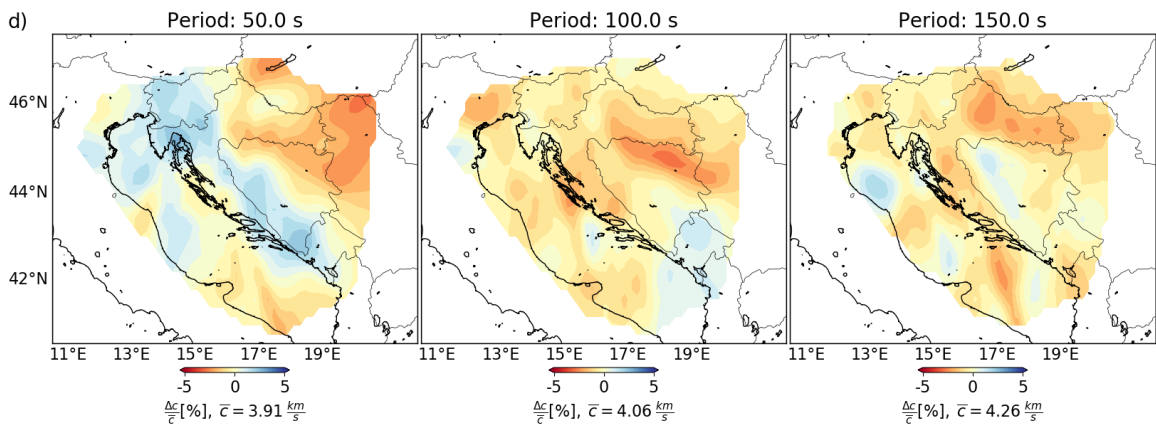 d)
Period: 50.0 s
Period: 100.0 s
Period: 150.0 s
46°N
44°N
42°N
11°E 13°E 15°E 17°E 19°E
11°E 13°E 15°E 17°E 19°E
11°E 13°E 15°E 17°E 19°E
-5 0 5
-5 0 5
-5 0 5
Δc/c̅ [%], c̅ = 3.91 km/s
Δc/c̅ [%], c̅ = 4.06 km/s
Δc/c̅ [%], c̅ = 4.26 km/s